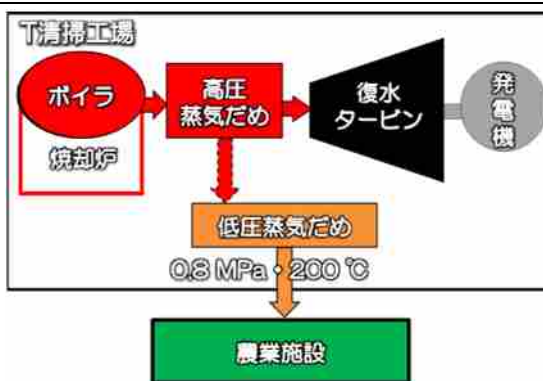 T清掃工場
ボイラ
焼却炉
高圧
蒸気だめ
復水
タービン
発
電
機
低圧蒸気だめ
0.8 MPa・200 ℃
農業施設